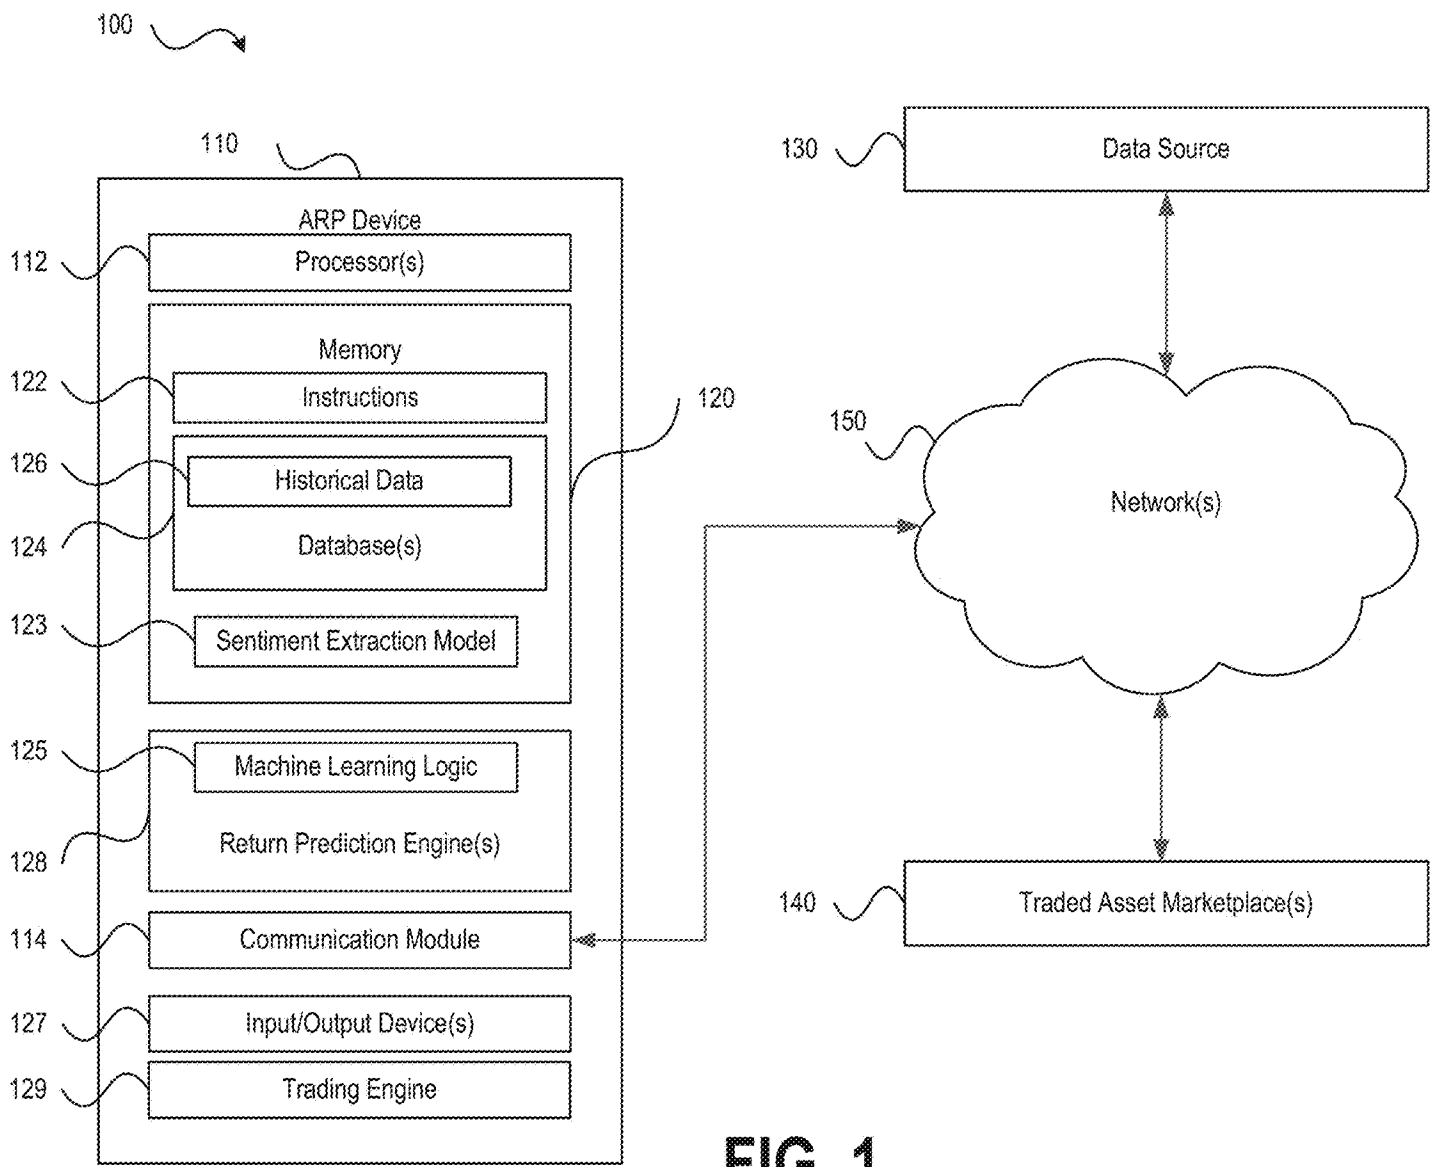 100
110
ARP Device
112
Processor(s)
Memory
122
Instructions
120
126
Historical Data
124
Database(s)
123
Sentiment Extraction Model
125
Machine Learning Logic
128
Return Prediction Engine(s)
114
Communication Module
127
Input/Output Device(s)
129
Trading Engine
130
Data Source
150
Network(s)
140
Traded Asset Marketplace(s)
FIG. 1